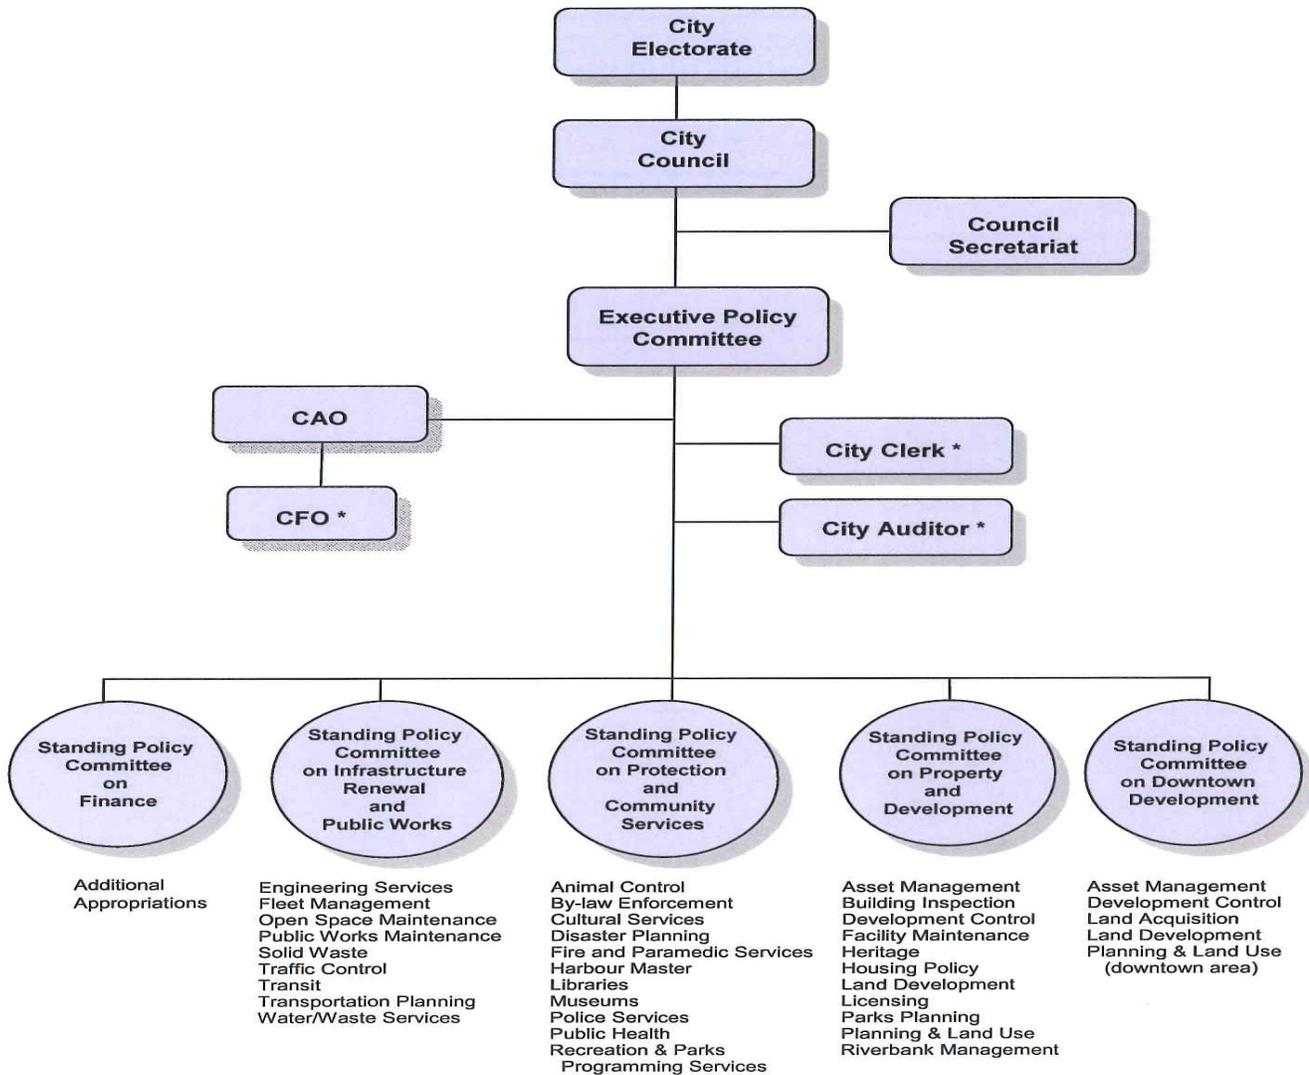 City
Electorate
City
Council
Council
Secretariat
Executive Policy
Committee
CAO
City Clerk *
CFO *
City Auditor *
Standing Policy
Committee
on
Finance
Standing Policy
Committee
on Infrastructure
Renewal
and
Public Works
Standing Policy
Committee
on Protection
and
Community
Services
Standing Policy
Committee
on Property
and
Development
Standing Policy
Committee
on Downtown
Development
Additional
Appropriations
Engineering Services
Fleet Management
Open Space Maintenance
Public Works Maintenance
Solid Waste
Traffic Control
Transit
Transportation Planning
Water/Waste Services
Animal Control
By-law Enforcement
Cultural Services
Disaster Planning
Fire and Paramedic Services
Harbour Master
Libraries
Museums
Police Services
Public Health
Recreation & Parks
Programming Services
Asset Management
Building Inspection
Development Control
Facility Maintenance
Heritage
Housing Policy
Land Development
Licensing
Parks Planning
Planning & Land Use
Riverbank Management
Asset Management
Development Control
Land Acquisition
Land Development
Planning & Land Use
(downtown area)